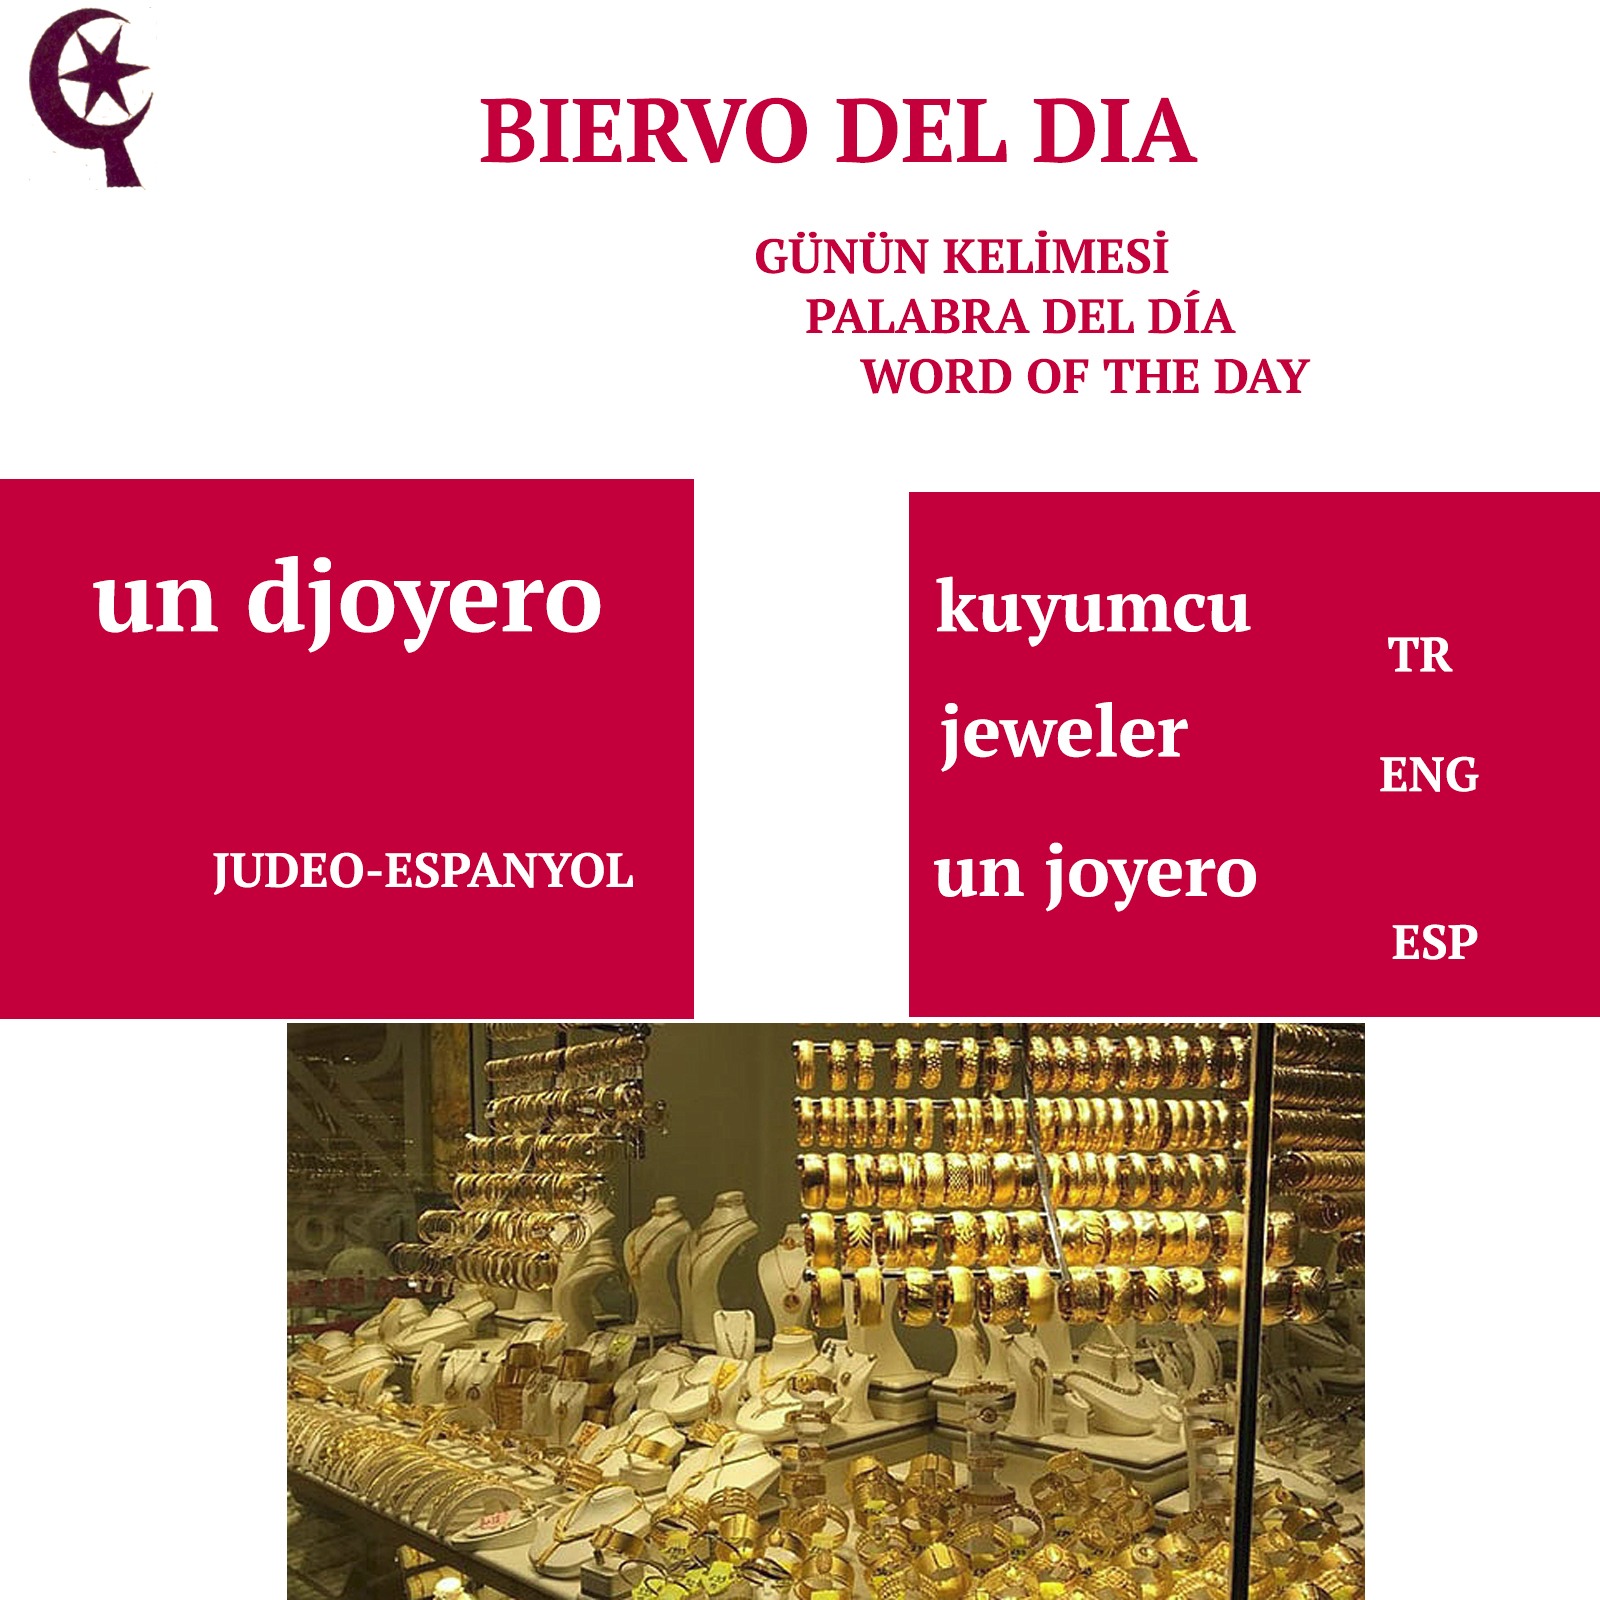 BIERVO DEL DIA
GÜNÜN KELİMESİ
PALABRA DEL DÍA
WORD OF THE DAY
un djoyero
JUDEO-ESPANYOL
kuyumcu
TR
jeweler
ENG
un joyero
ESP